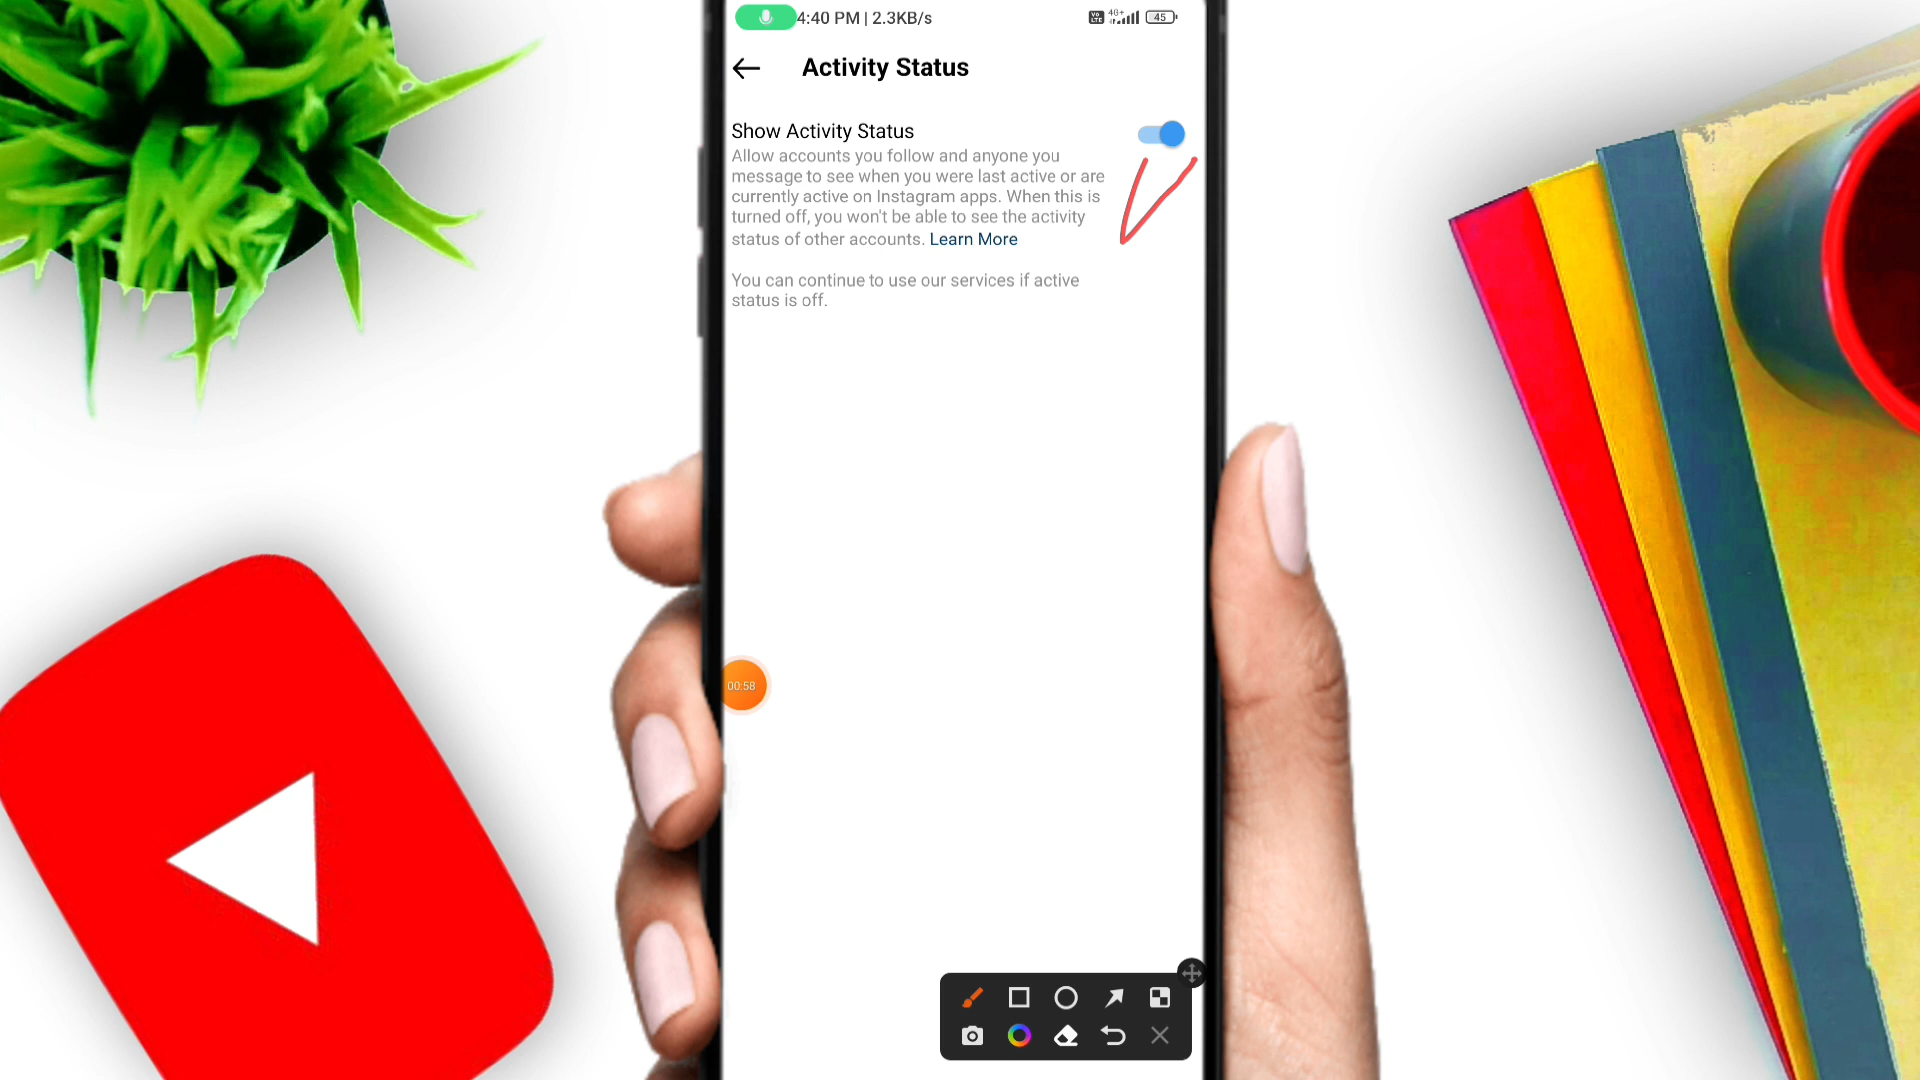 4:40 PM | 2.3KB/s
Vo LTE 4G+ 45
Activity Status
Show Activity Status
Allow accounts you follow and anyone you
message to see when you were last active or are
currently active on Instagram apps. When this is
turned off, you won't be able to see the activity
status of other accounts. Learn More
You can continue to use our services if active
status is off.
00:58